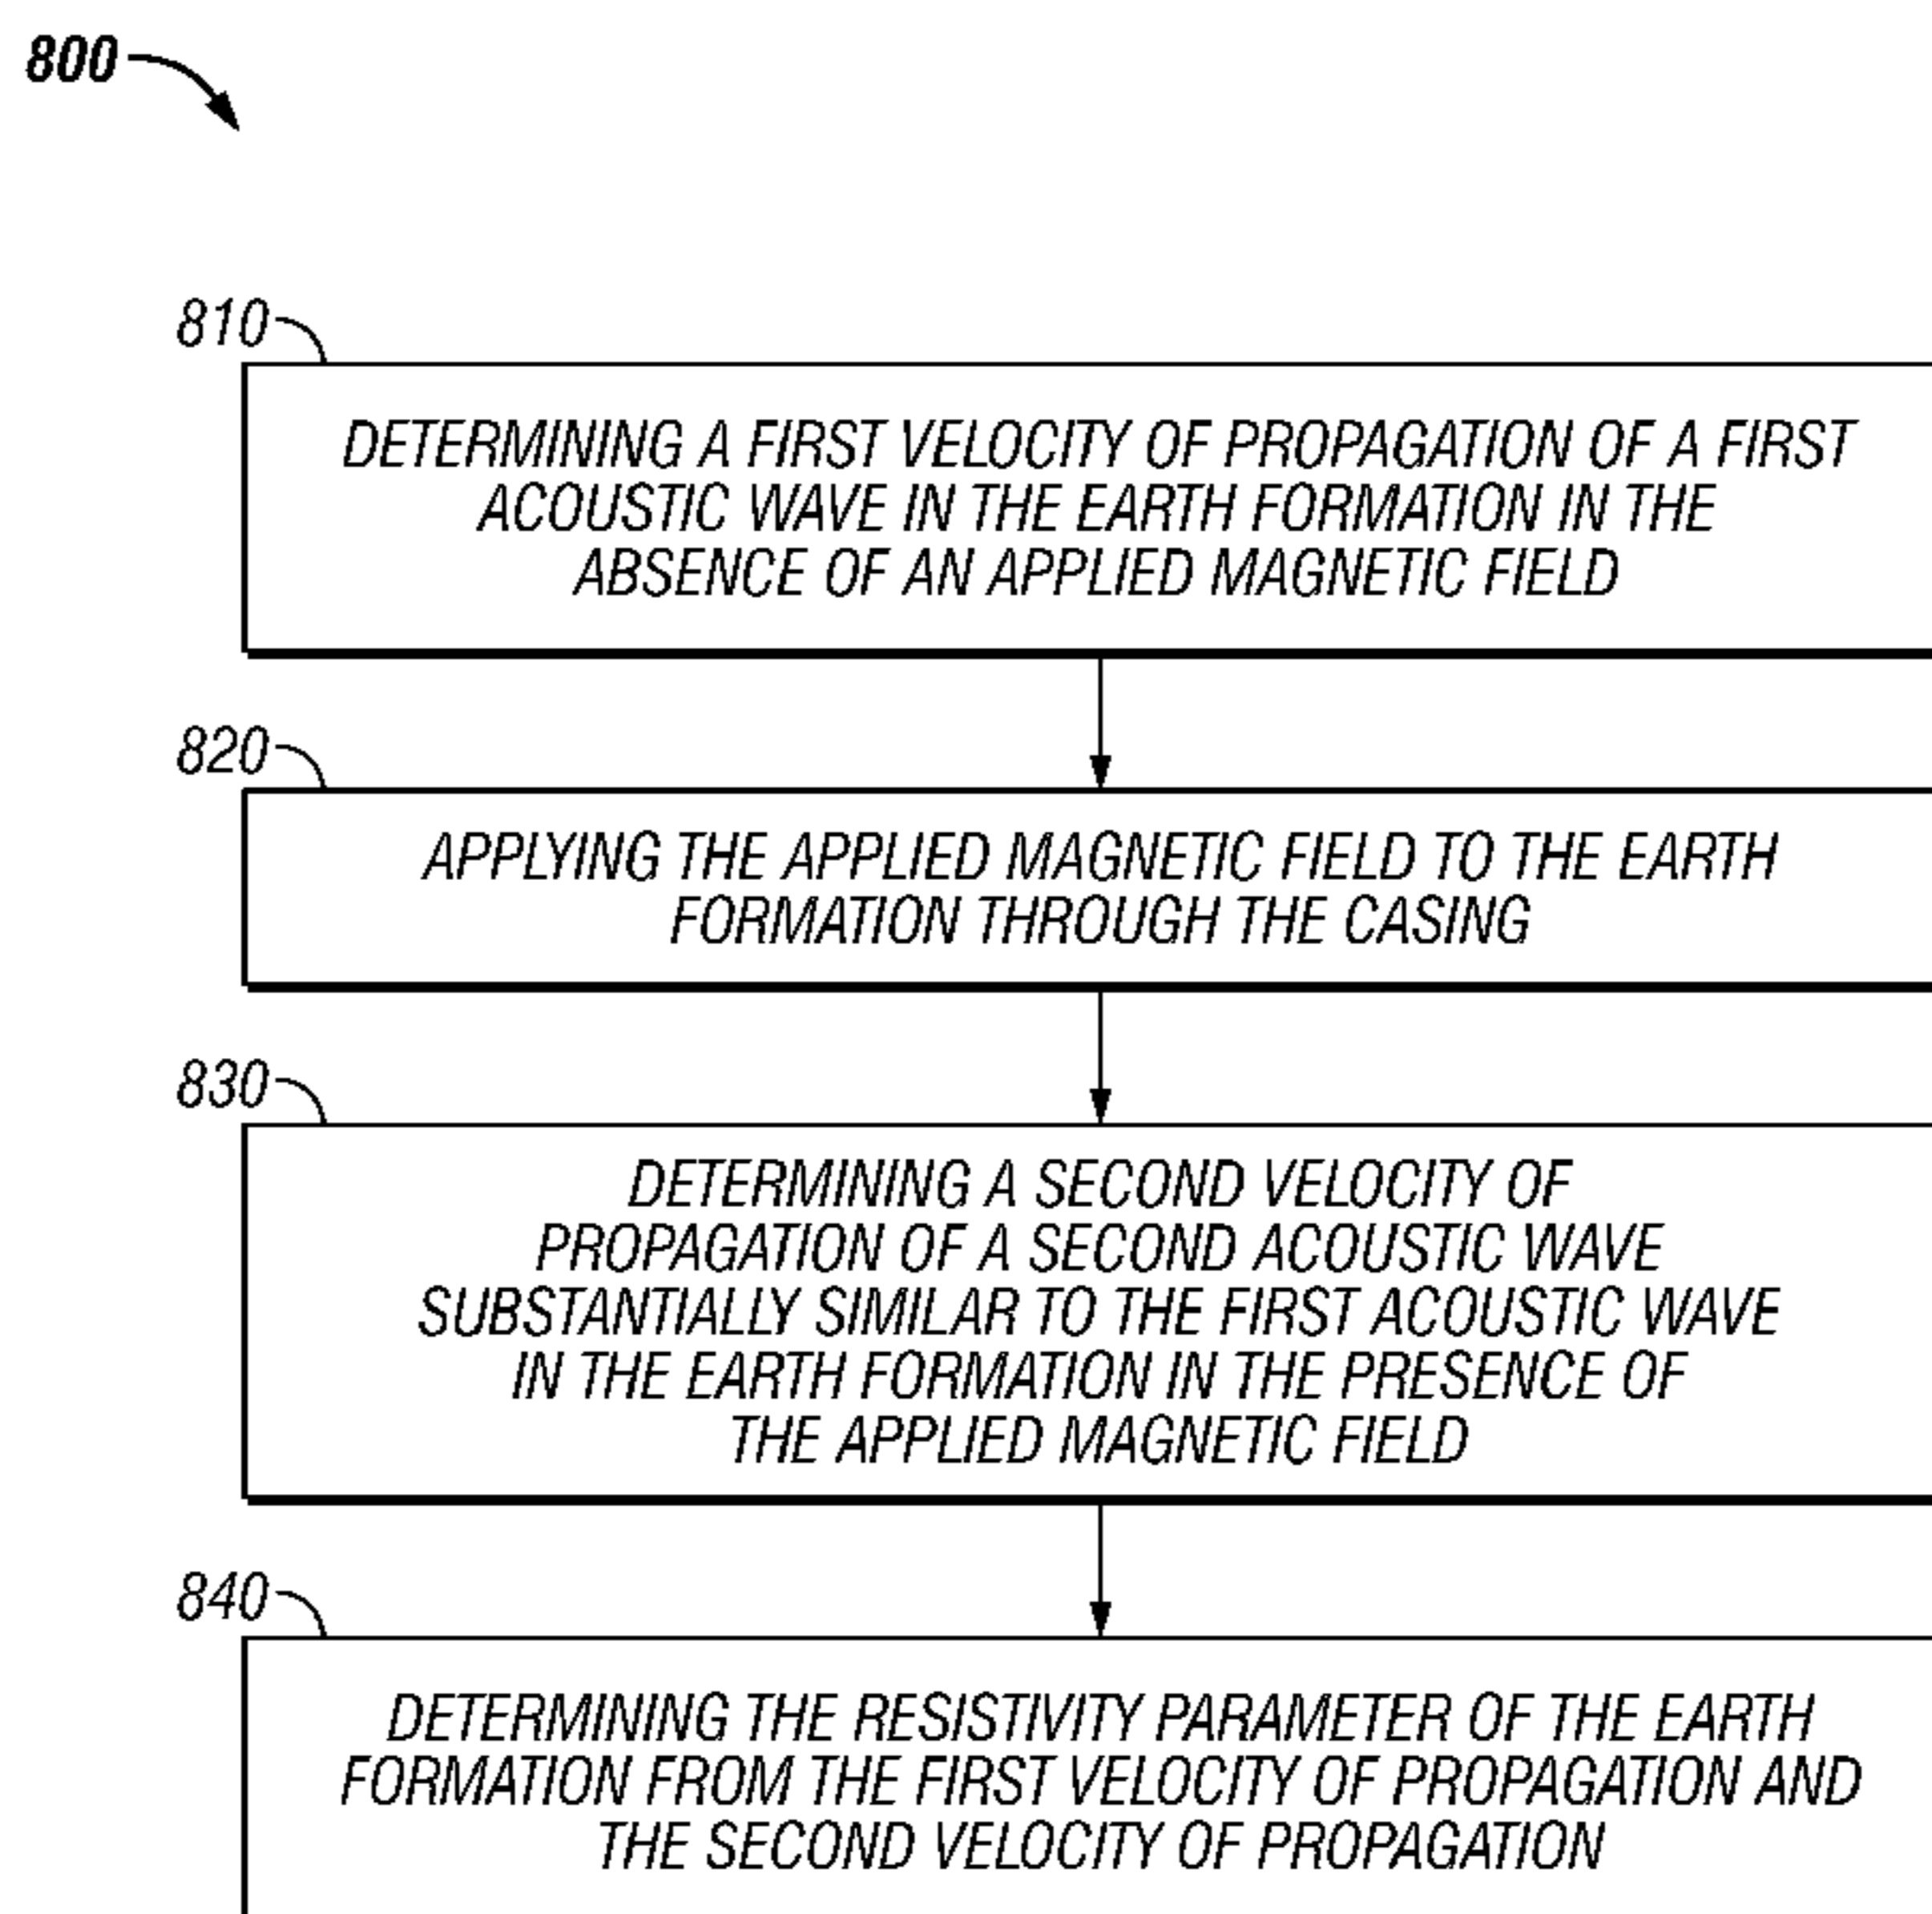 800
810
DETERMINING A FIRST VELOCITY OF PROPAGATION OF A FIRST
ACOUSTIC WAVE IN THE EARTH FORMATION IN THE
ABSENCE OF AN APPLIED MAGNETIC FIELD
820
APPLYING THE APPLIED MAGNETIC FIELD TO THE EARTH
FORMATION THROUGH THE CASING
830
DETERMINING A SECOND VELOCITY OF
PROPAGATION OF A SECOND ACOUSTIC WAVE
SUBSTANTIALLY SIMILAR TO THE FIRST ACOUSTIC WAVE
IN THE EARTH FORMATION IN THE PRESENCE OF
THE APPLIED MAGNETIC FIELD
840
DETERMINING THE RESISTIVITY PARAMETER OF THE EARTH
FORMATION FROM THE FIRST VELOCITY OF PROPAGATION AND
THE SECOND VELOCITY OF PROPAGATION